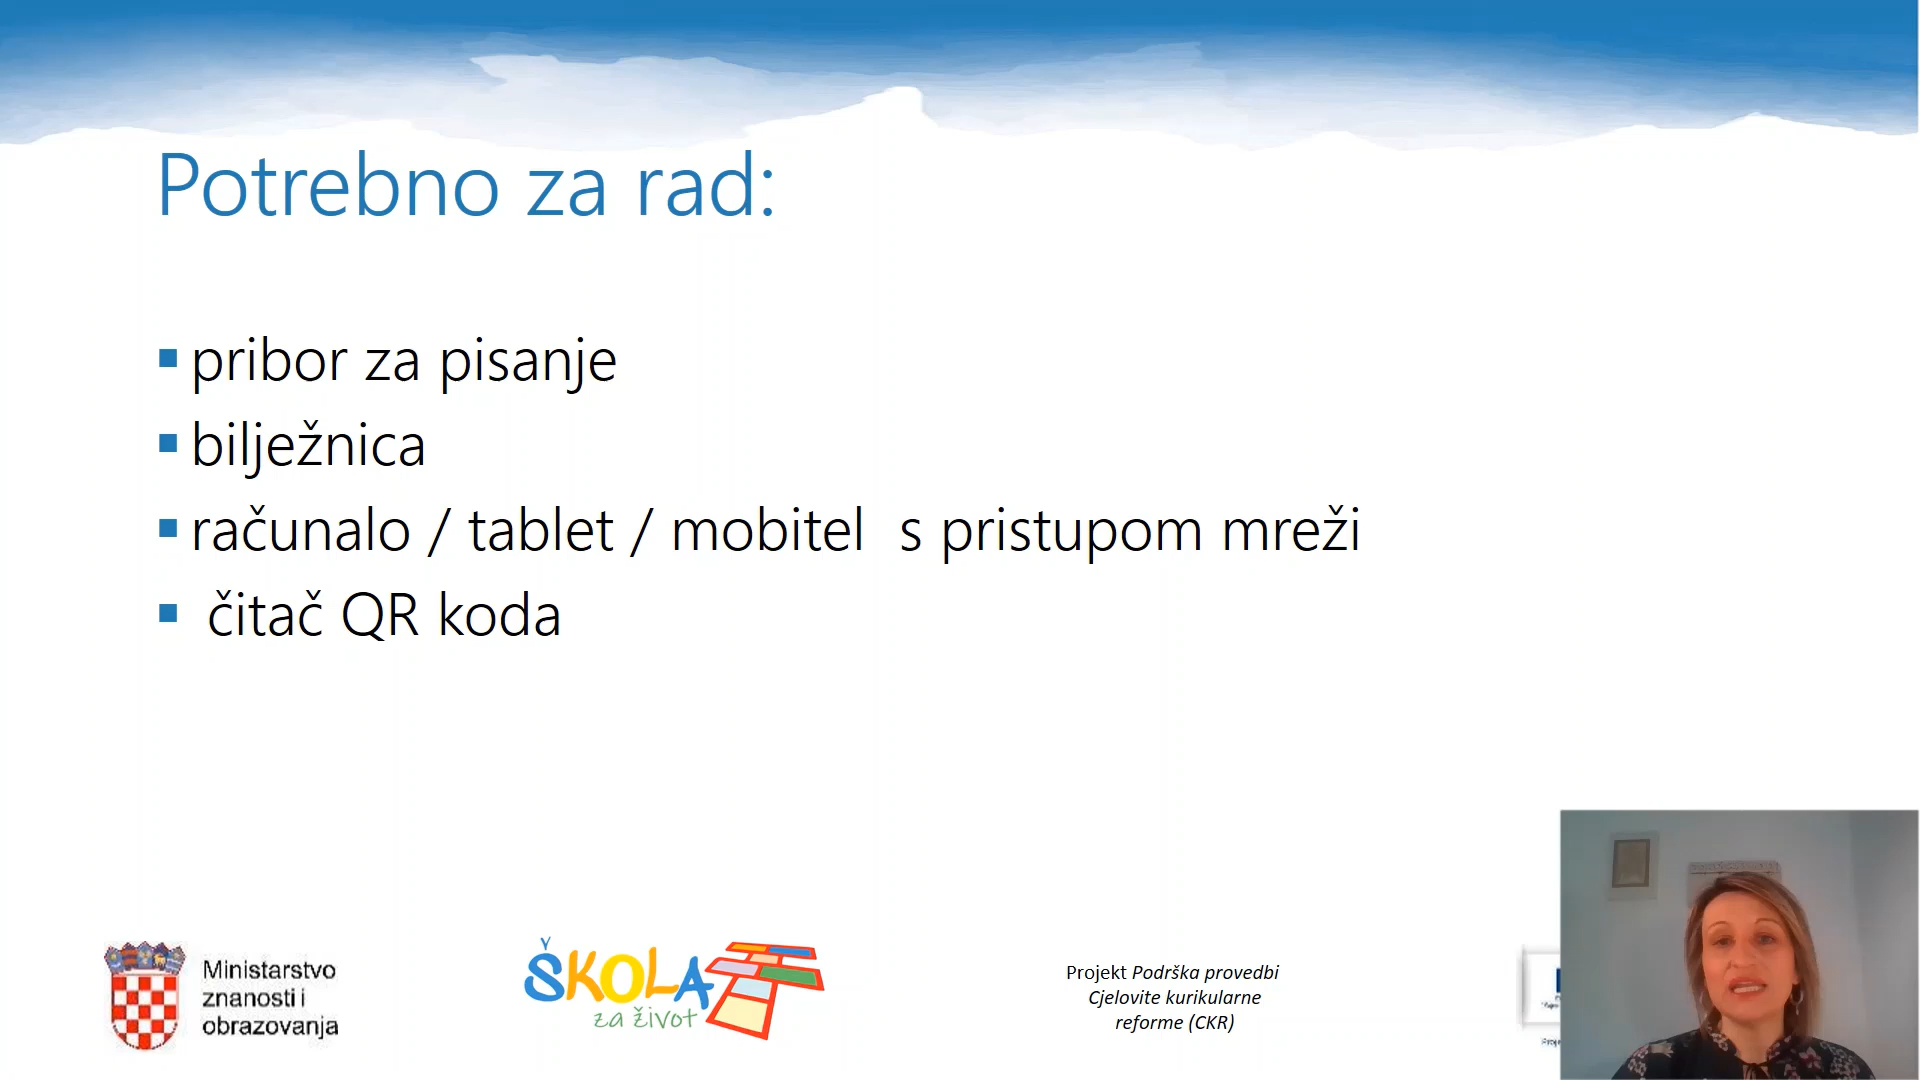 Potrebno za rad:
pribor za pisanje
bilježnica
računalo / tablet / mobitel s pristupom mreži
čitač QR koda
Ministarstvo
znanosti i
obrazovanja
ŠKOLA
za život
Projekt Podrška provedbi
Cjelovite kurikularne
reforme (CKR)